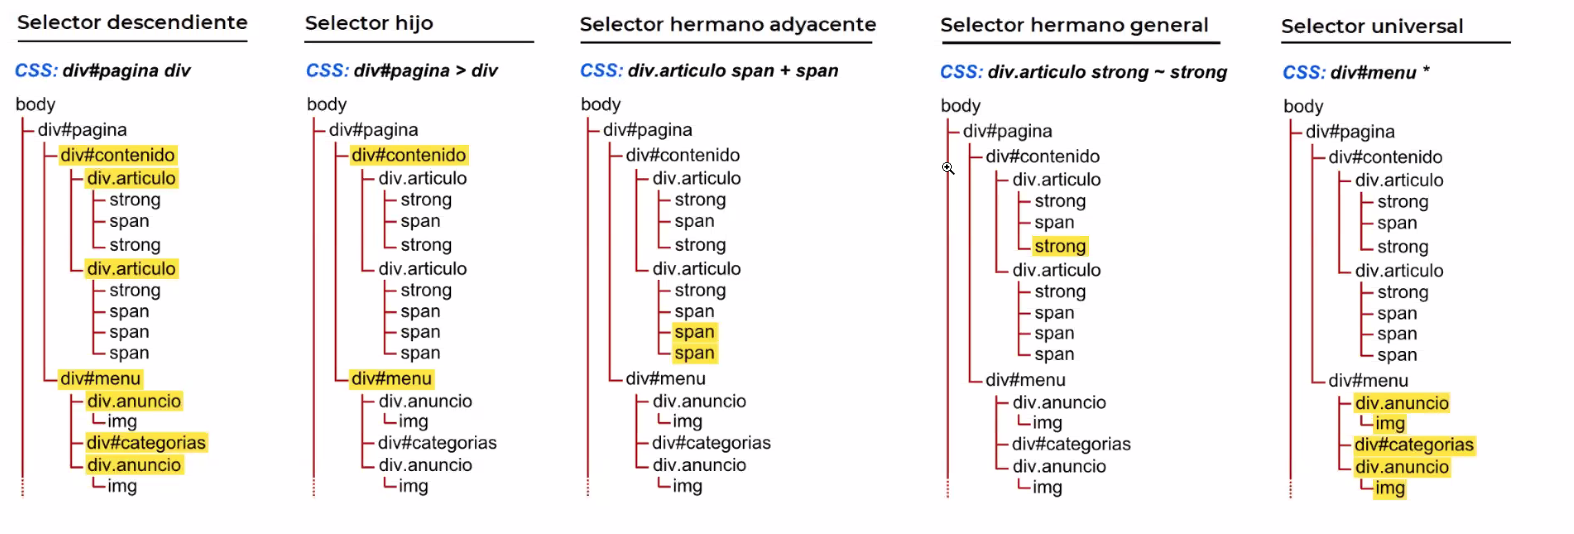 Selector descendiente
CSS: div#pagina div
body
div#pagina
div#contenido
div.articulo
strong
span
strong
div.articulo
strong
span
span
span
div#menu
div.anuncio
img
div#categorias
div.anuncio
img
Selector hijo
CSS: div#pagina > div
body
div#pagina
div#contenido
div.articulo
strong
span
strong
div.articulo
strong
span
span
span
div#menu
div.anuncio
img
div#categorias
div.anuncio
img
Selector hermano adyacente
CSS: div.articulo span + span
body
div#pagina
div#contenido
div.articulo
strong
span
strong
div.articulo
strong
span
span
span
div#menu
div.anuncio
img
div#categorias
div.anuncio
img
Selector hermano general
CSS: div.articulo strong ~ strong
body
div#pagina
div#contenido
div.articulo
strong
span
strong
div.articulo
strong
span
span
span
div#menu
div.anuncio
img
div#categorias
div.anuncio
img
Selector universal
CSS: div#menu *
body
div#pagina
div#contenido
div.articulo
strong
span
strong
div.articulo
strong
span
span
span
div#menu
div.anuncio
img
div#categorias
div.anuncio
img